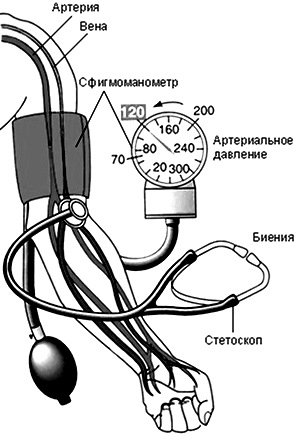 Артерия
Вена
Сфигмоманометр
120
200
160
80
240
70
20
300
Артериальное
давление
Биения
Стетоскоп